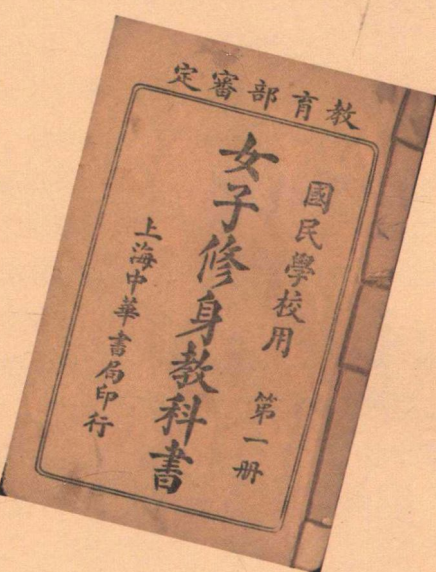 教育部審定
國民學校用 第一冊
女子修身教科書
上海中華書局印行